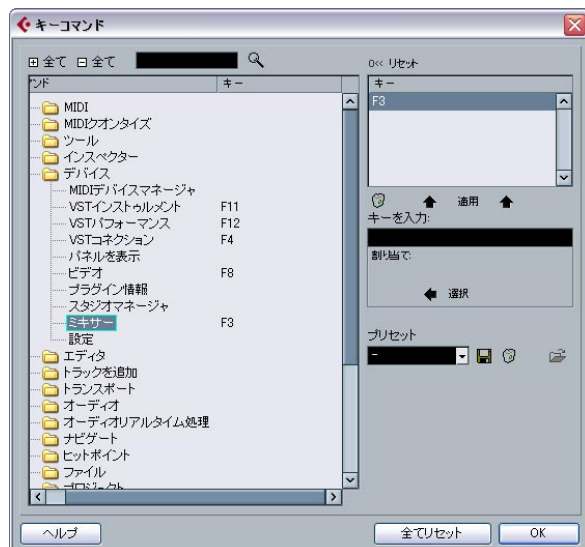 キーコマンド
全て 全て
0<< リセット
ンド キー
MIDI
MIDIクオンタイズ
ツール
インスペクター
デバイス
MIDIデバイスマネージャ
VSTインストゥルメント F11
VSTパフォーマンス F12
VSTコネクション F4
パネルを表示
ビデオ F8
プラグイン情報
スタジオマネージャ
ミキサー F3
設定
エディタ
トラックを追加
トランスポート
オーディオ
オーディオリアルタイム処理
ナビゲート
ヒットポイント
ファイル
プロジェクト
キー
F3
適用
キーを入力:
割り当て:
選択
プリセット
-
ヘルプ
全てリセット
OK